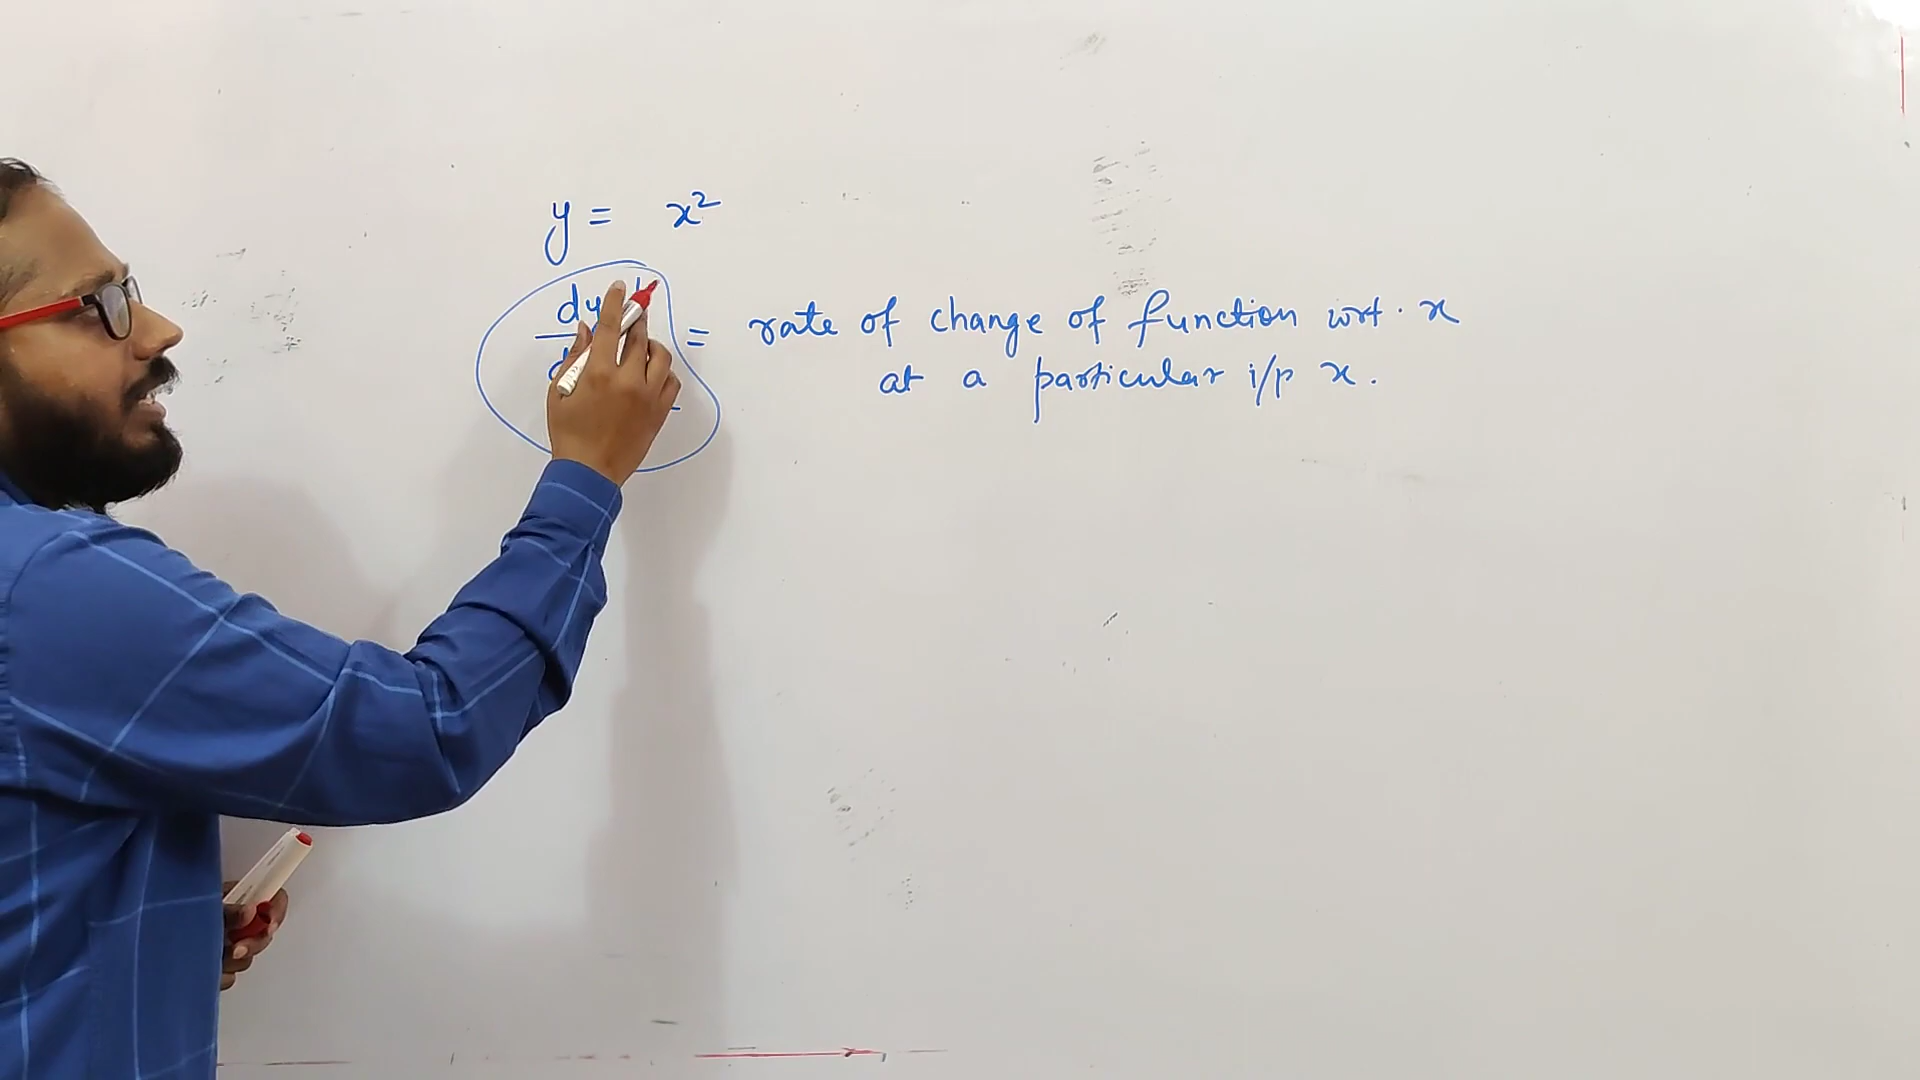 y = x²
dy
d
= rate of change of function wrt. x
at a particular i/p x.